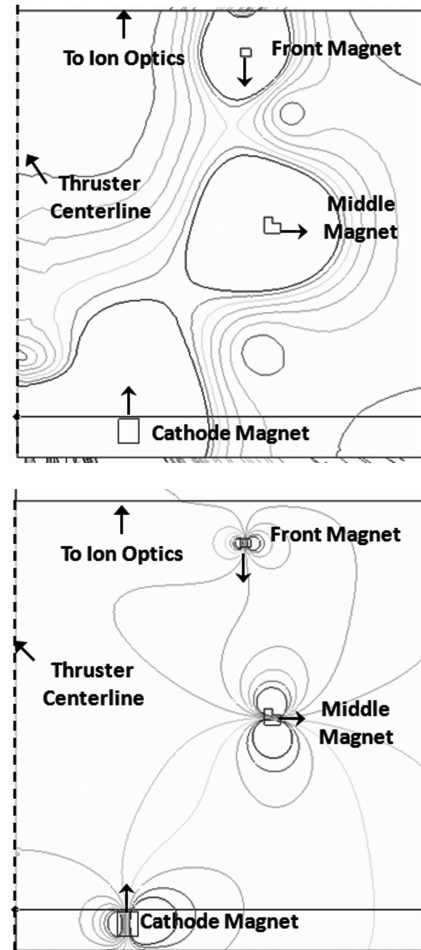 Front Magnet
To Ion Optics
Thruster
Centerline
Middle
Magnet
Cathode Magnet
Front Magnet
To Ion Optics
Thruster
Centerline
Middle
Magnet
Cathode Magnet